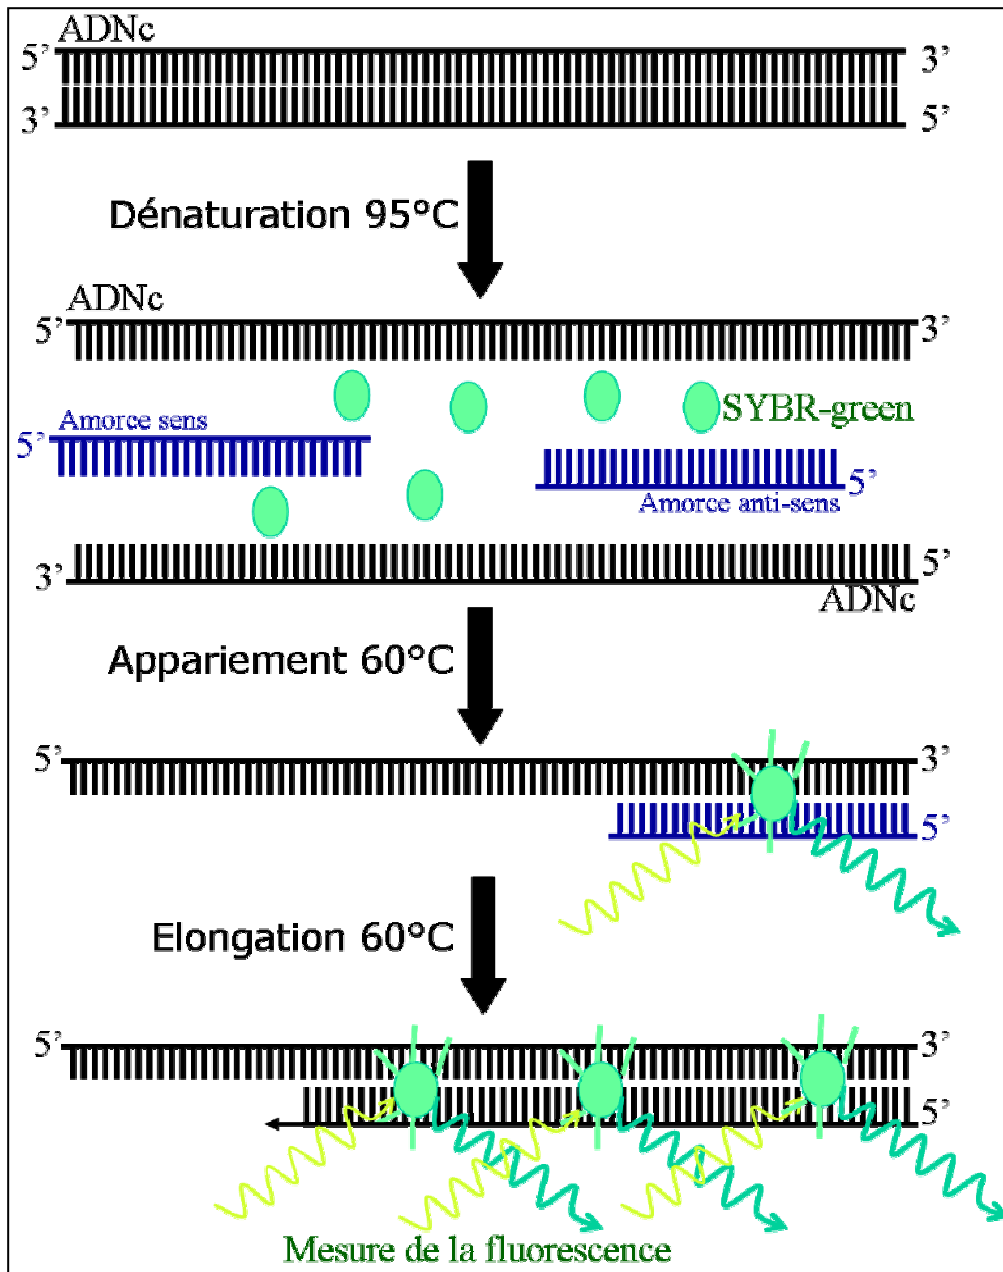 ADNc
5’ 3’
3’ 5’
Dénaturation 95°C
ADNc
5’ 3’
SYBR-green
Amorce sens
5’
5’
Amorce anti-sens
3’ 5’
ADNc
Appariement 60°C
5’ 3’
5’
Elongation 60°C
5’ 3’
5’
Mesure de la fluorescence